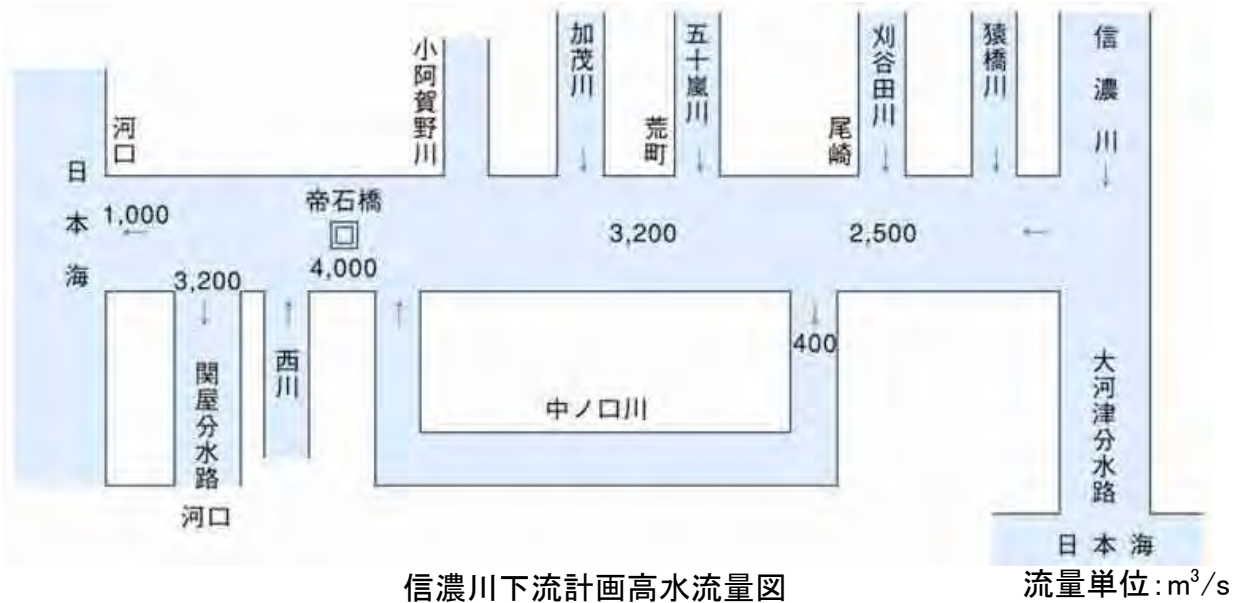 河口
小阿賀野川
加茂川
荒町
五十嵐川
尾崎
刈谷田川
猿橋川
信濃川
日本海
1,000
帝石橋
4,000
3,200
3,200
2,500
400
関屋分水路
河口
西川
中ノ口川
大河津分水路
日本海
信濃川下流計画高水流量図
流量単位:m³/s